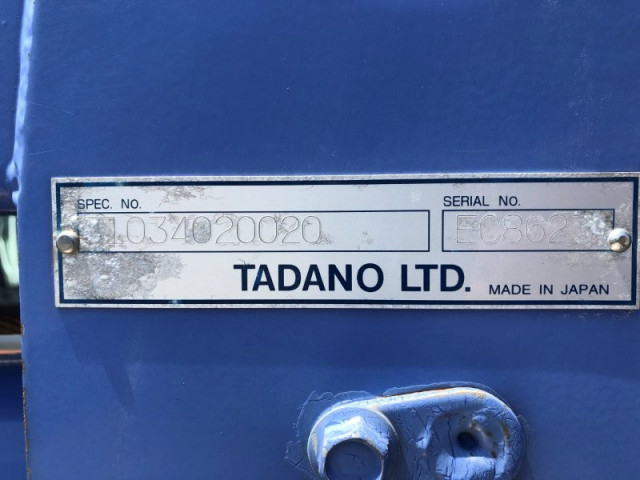 SPEC. NO.
SERIAL NO.
1034020020
EC862
TADANO LTD.
MADE IN JAPAN